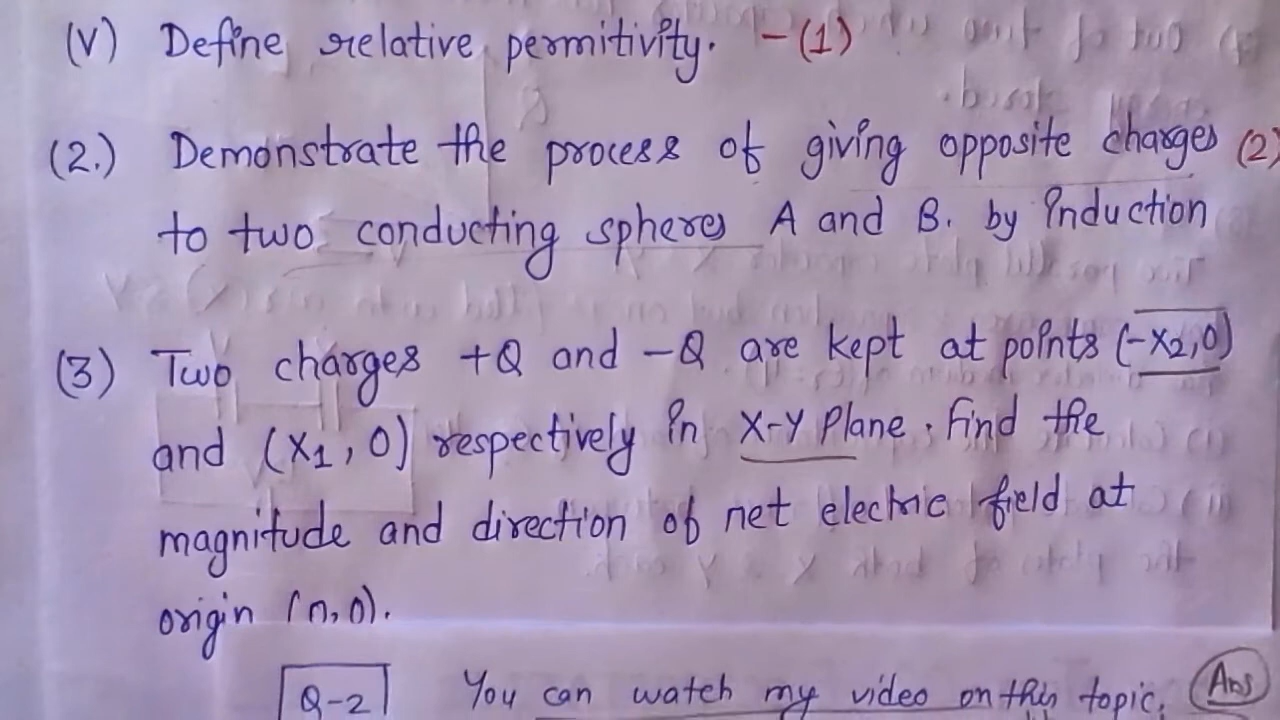 (V) Define relative permitivity. -(1)
(2.) Demonstrate the process of giving opposite charges (2)
to two conducting spheres A and B. by Induction
(3) Two charges +Q and -Q are kept at points (-X2,0)
and (X1, 0) respectively in X-Y Plane. Find the
magnitude and direction of net electric field at
origin (0,0).
Q-2 You can watch my video on this topic. Ans